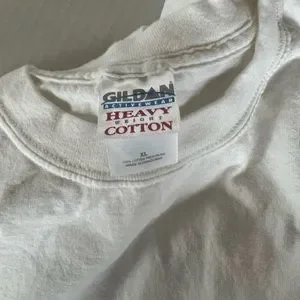 GILDAN
ACTIVEWEAR
HEAVY
WEIGHT
COTTON
XL